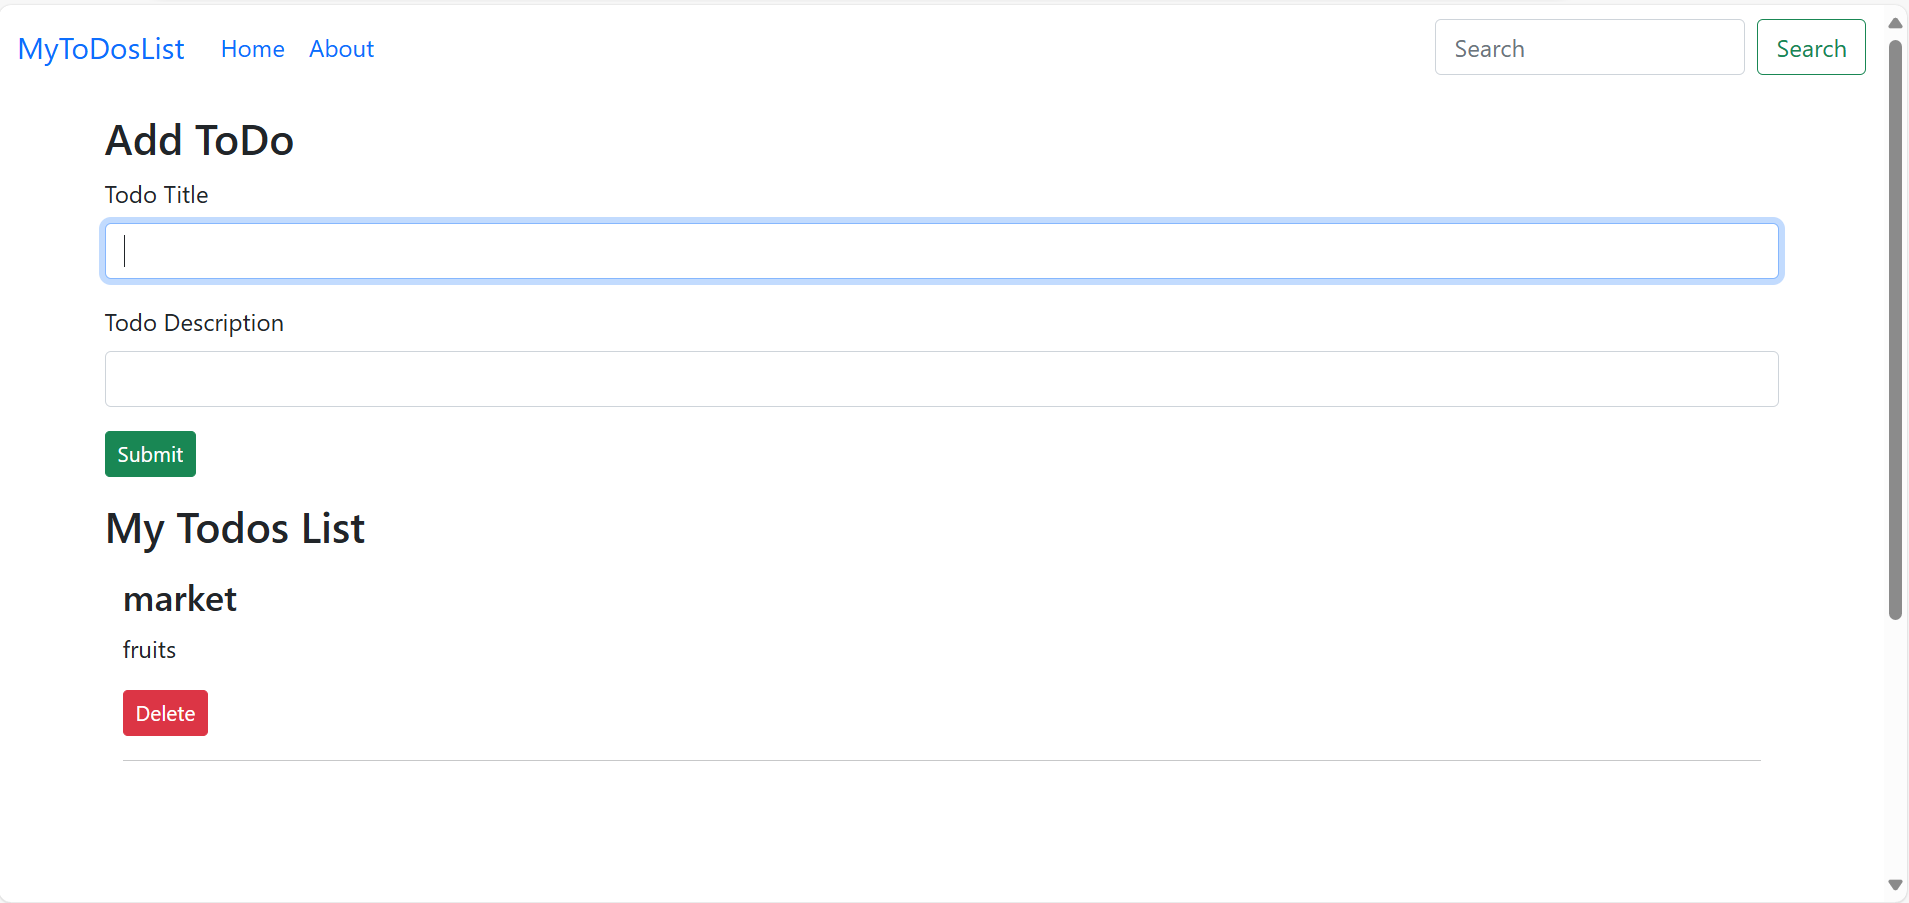 MyToDosList Home About Search Search
Add ToDo
Todo Title
Todo Description
Submit
My Todos List
market
fruits
Delete